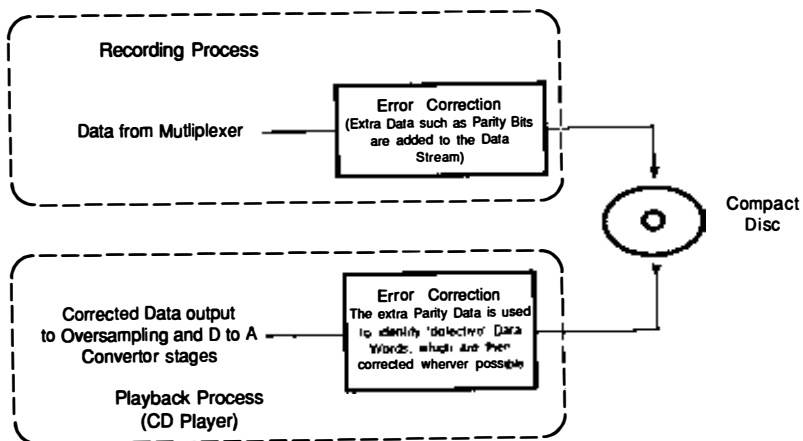 Recording Process
Data from Mutliplexer
Error Correction
(Extra Data such as Parity Bits
are added to the Data
Stream)
Compact
Disc
Corrected Data output
to Oversampling and D to A
Convertor stages
Error Correction
The extra Parity Data is used
to identify 'defective' Data
Words, which are then
corrected wherver possible
Playback Process
(CD Player)